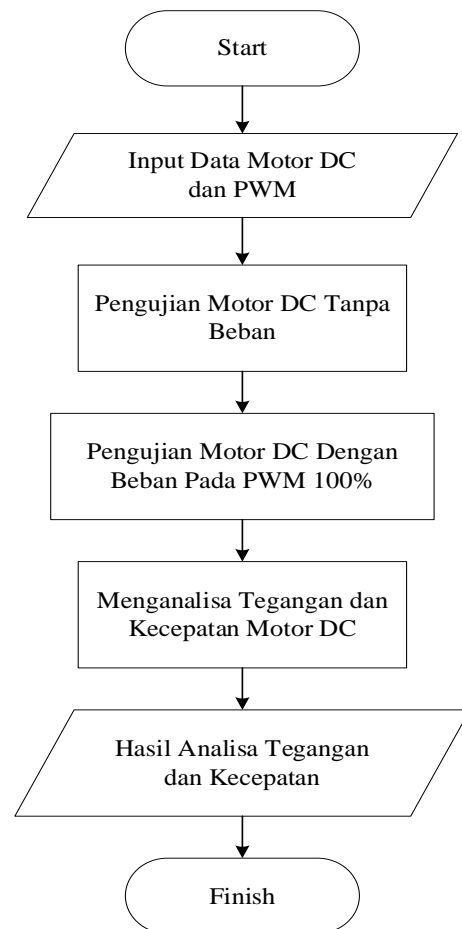 Start
Input Data Motor DC
dan PWM
Pengujian Motor DC Tanpa
Beban
Pengujian Motor DC Dengan
Beban Pada PWM 100%
Menganalisa Tegangan dan
Kecepatan Motor DC
Hasil Analisa Tegangan
dan Kecepatan
Finish